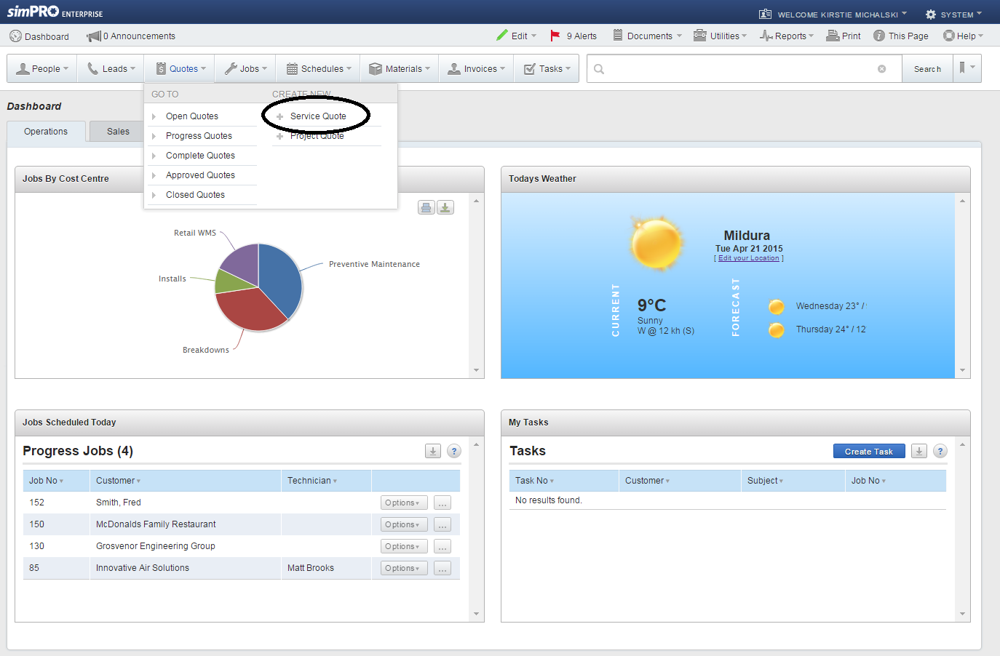 simPRO ENTERPRISE
WELCOME KIRSTIE MICHALSKI
SYSTEM
Dashboard
0 Announcements
Edit
9 Alerts
Documents
Utilities
Reports
Print
This Page
Help
People
Leads
Quotes
Jobs
Schedules
Materials
Invoices
Tasks
Search
GO TO
Open Quotes
Progress Quotes
Complete Quotes
Approved Quotes
Closed Quotes
CREATE NEW
Service Quote
Project Quote
Dashboard
Operations
Sales
Jobs By Cost Centre
Retail WMS
Preventive Maintenance
Installs
Breakdowns
Todays Weather
Mildura
Tue Apr 21 2015
[ Edit your Location ]
CURRENT
9°C
Sunny
W @ 12 kh (S)
FORECAST
Wednesday 23° /
Thursday 24° / 12
Jobs Scheduled Today
Progress Jobs (4)
?
Job No Customer Technician
152 Smith, Fred Options ...
150 McDonalds Family Restaurant Options ...
130 Grosvenor Engineering Group Options ...
85 Innovative Air Solutions Matt Brooks Options ...
My Tasks
Tasks
Create Task
?
Task No Customer Subject Job No
No results found.